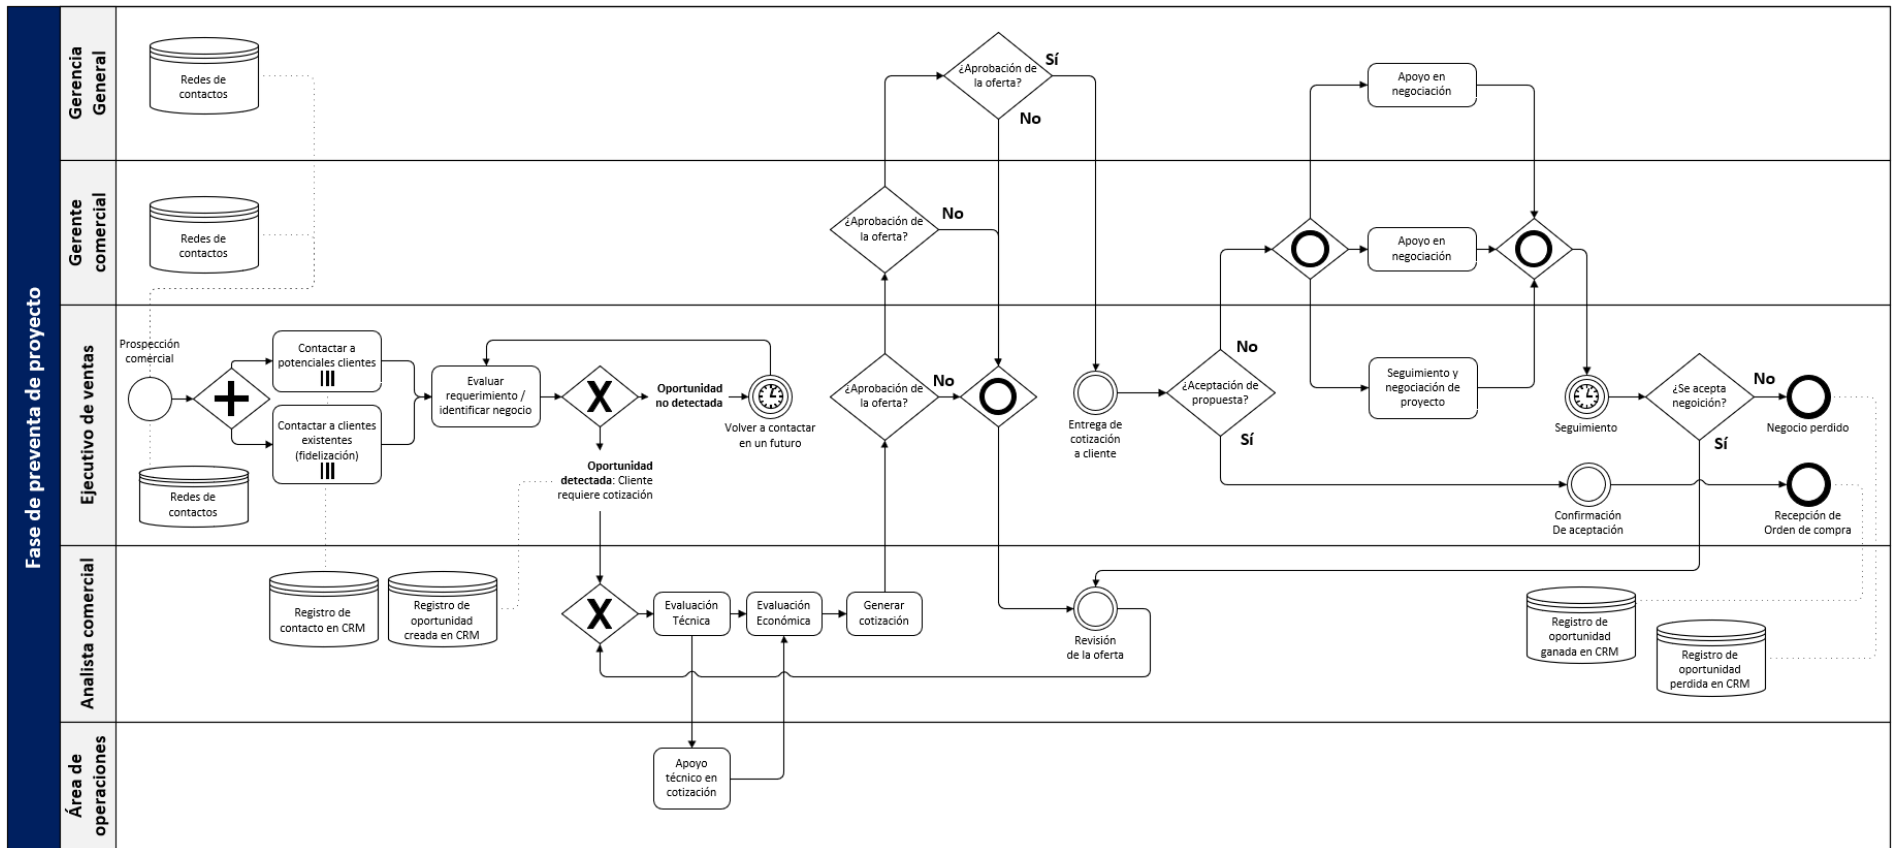 Fase de preventa de proyecto
Gerencia
General
Redes de
contactos
¿Aprobación de
la oferta?
Sí
No
Apoyo en
negociación
Gerente
comercial
Redes de
contactos
¿Aprobación de
la oferta?
No
Apoyo en
negociación
Ejecutivo de ventas
Prospección
comercial
Contactar a
potenciales clientes
Contactar a clientes
existentes
(fidelización)
Redes de
contactos
Evaluar
requerimiento /
identificar negocio
X
Oportunidad
no detectada
Volver a contactar
en un futuro
Oportunidad
detectada: Cliente
requiere cotización
¿Aprobación de
la oferta?
No
Entrega de
cotización
a cliente
¿Aceptación de
propuesta?
No
Sí
Seguimiento y
negociación de
proyecto
Seguimiento
¿Se acepta
negoición?
No
Sí
Negocio perdido
Confirmación
De aceptación
Recepción de
Orden de compra
Analista comercial
Registro de
contacto en CRM
Registro de
oportunidad
creada en CRM
X
Evaluación
Técnica
Evaluación
Económica
Generar
cotización
Revisión
de la oferta
Registro de
oportunidad
ganada en CRM
Registro de
oportunidad
perdida en CRM
Área de
operaciones
Apoyo
técnico en
cotización